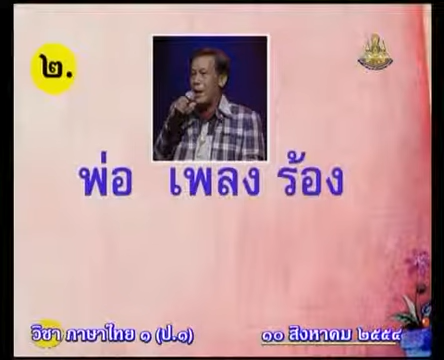 ๒.
พ่อ เพลง ร้อง
วิชา ภาษาไทย ๑ (ป.๑)
๑๐ สิงหาคม ๒๕๕๔